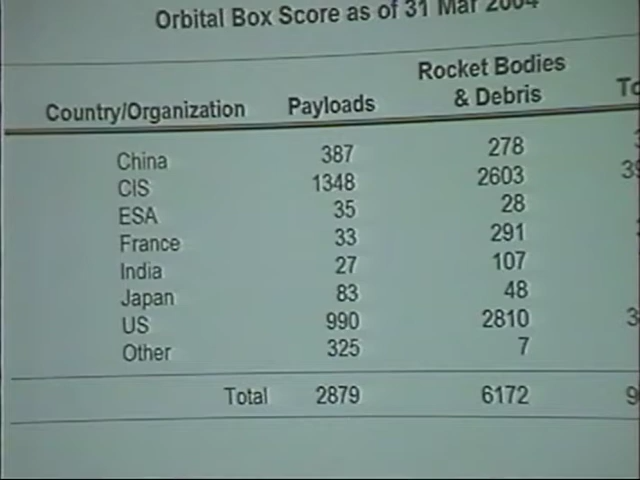 Orbital Box Score as of 31 Mar 2004
Rocket Bodies
Country/Organization Payloads & Debris
China 387 278
CIS 1348 2603
ESA 35 28
France 33 291
India 27 107
Japan 83 48
US 990 2810
Other 325 7
Total 2879 6172